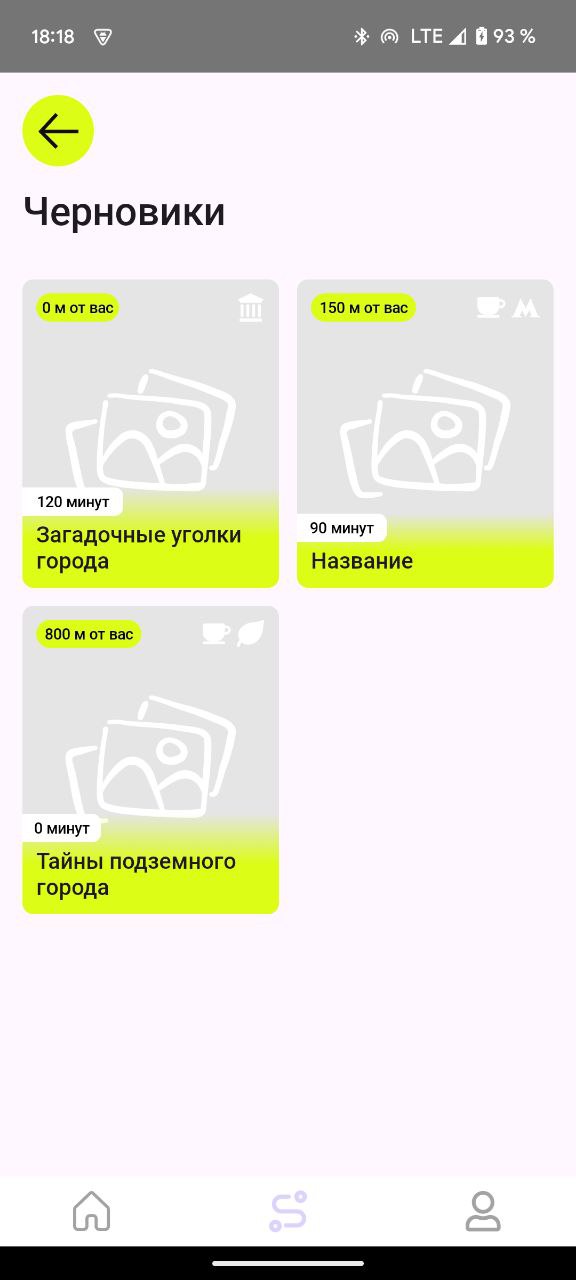 18:18 LTE 93 %
Черновики
0 м от вас
120 минут
Загадочные уголки
города
150 м от вас
90 минут
Название
800 м от вас
0 минут
Тайны подземного
города